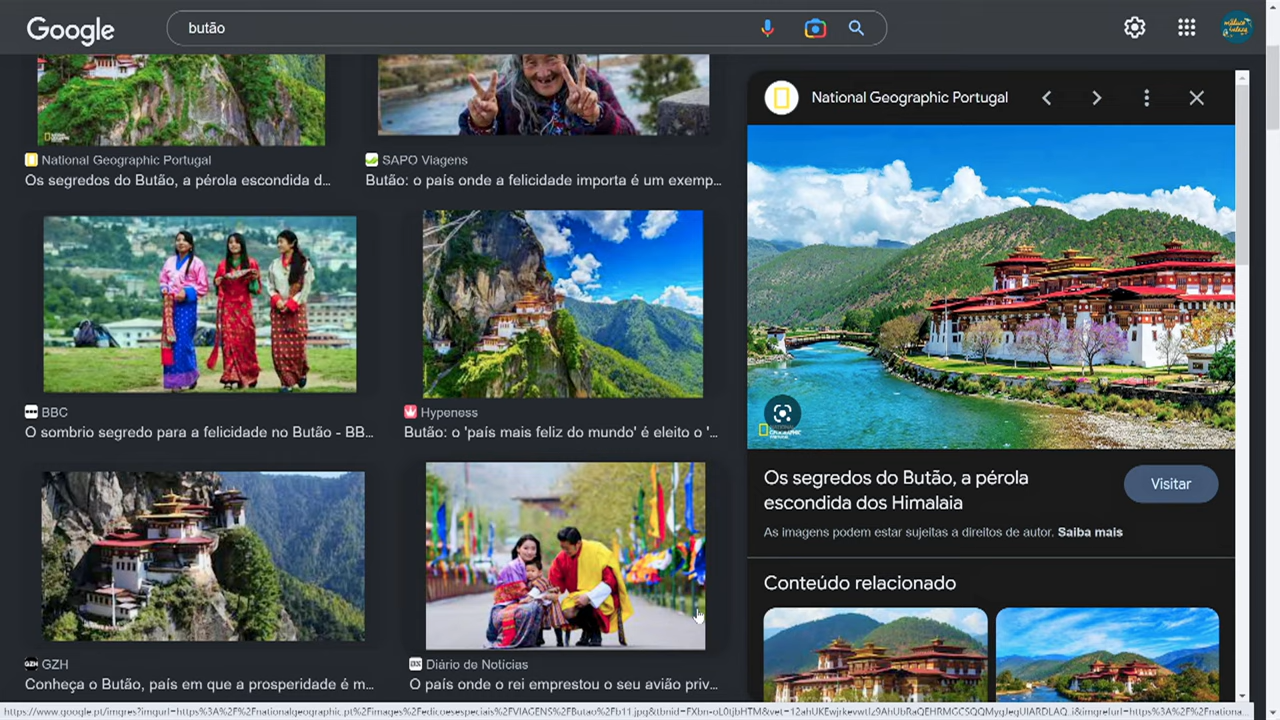 Google
butão
National Geographic Portugal
Os segredos do Butão, a pérola escondida d...
SAPO Viagens
Butão: o país onde a felicidade importa é um exemp...
BBC
O sombrio segredo para a felicidade no Butão - BB...
Hypeness
Butão: o 'país mais feliz do mundo' é eleito o '...
GZH
Conheça o Butão, país em que a prosperidade é m...
Diário de Notícias
O país onde o rei emprestou o seu avião priv...
National Geographic Portugal
Os segredos do Butão, a pérola
escondida dos Himalaia
Visitar
As imagens podem estar sujeitas a direitos de autor. Saiba mais
Conteúdo relacionado